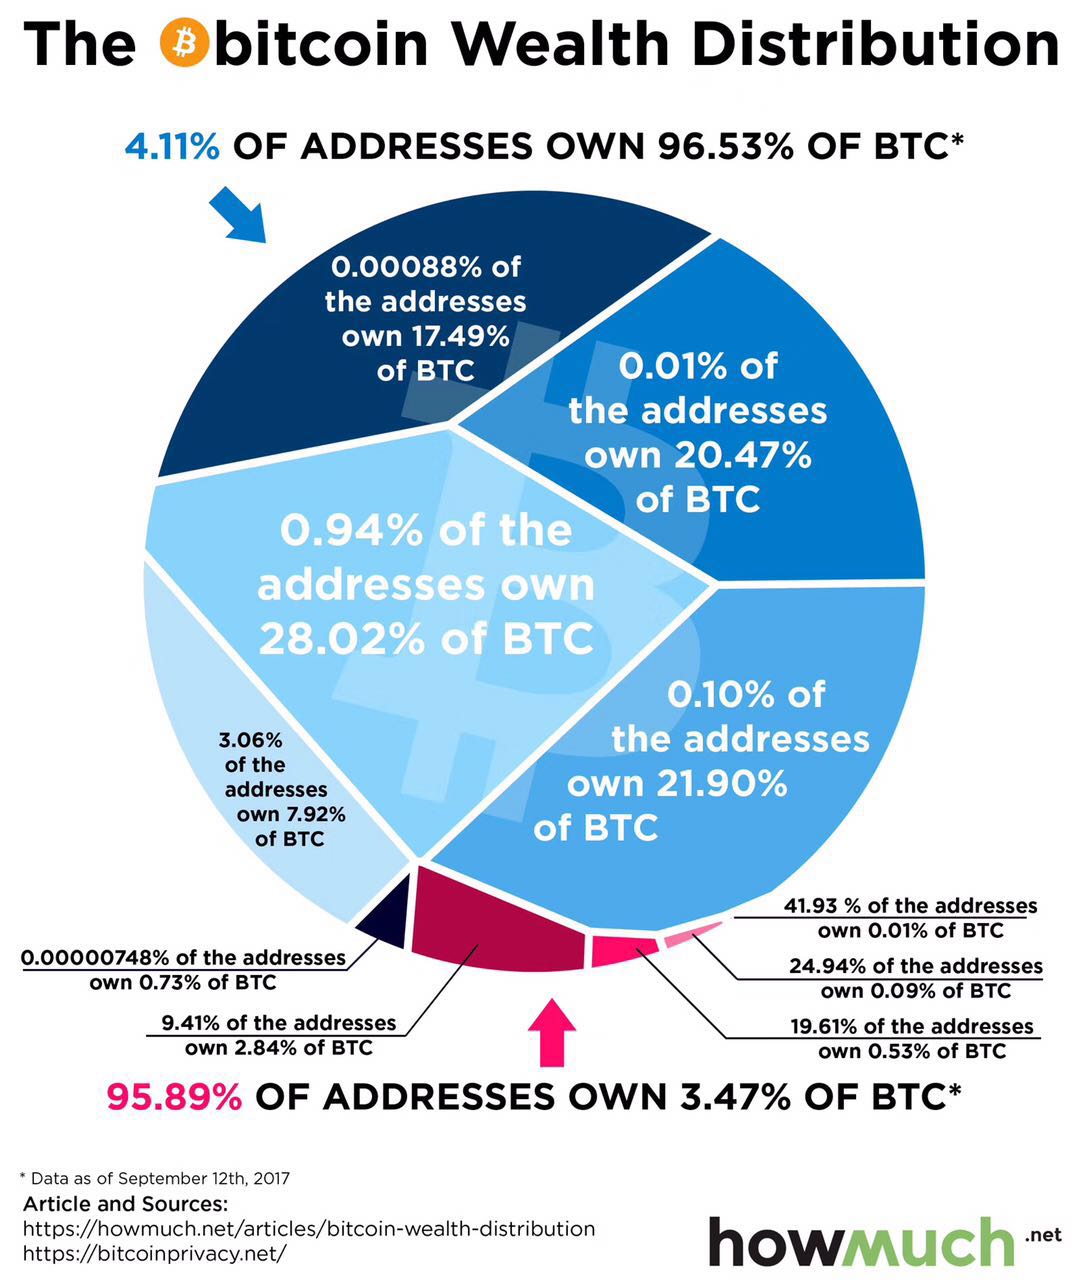 The bitcoin Wealth Distribution
4.11% OF ADDRESSES OWN 96.53% OF BTC*
0.00088% of
the addresses
own 17.49%
of BTC
0.01% of
the addresses
own 20.47%
of BTC
0.94% of the
addresses own
28.02% of BTC
0.10% of
the addresses
own 21.90%
of BTC
3.06%
of the
addresses
own 7.92%
of BTC
41.93 % of the addresses
own 0.01% of BTC
0.00000748% of the addresses
own 0.73% of BTC
24.94% of the addresses
own 0.09% of BTC
9.41% of the addresses
own 2.84% of BTC
19.61% of the addresses
own 0.53% of BTC
95.89% OF ADDRESSES OWN 3.47% OF BTC*
* Data as of September 12th, 2017
Article and Sources:
https://howmuch.net/articles/bitcoin-wealth-distribution
https://bitcoinprivacy.net/
howmuch.net